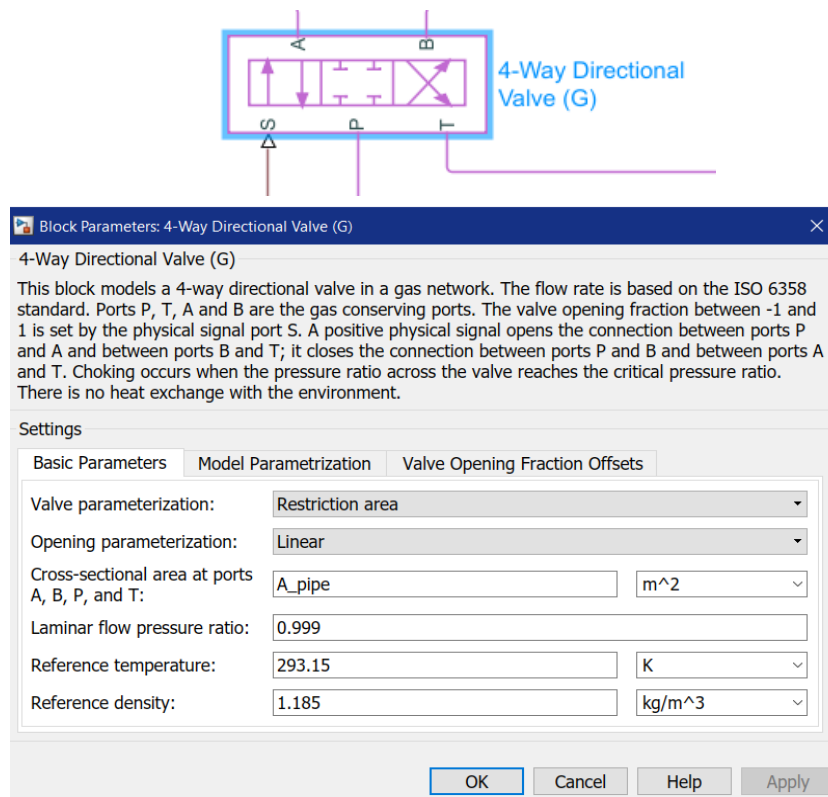 A
B
4-Way Directional
Valve (G)
S
P
T
Block Parameters: 4-Way Directional Valve (G)
4-Way Directional Valve (G)
This block models a 4-way directional valve in a gas network. The flow rate is based on the ISO 6358
standard. Ports P, T, A and B are the gas conserving ports. The valve opening fraction between -1 and
1 is set by the physical signal port S. A positive physical signal opens the connection between ports P
and A and between ports B and T; it closes the connection between ports P and B and between ports A
and T. Choking occurs when the pressure ratio across the valve reaches the critical pressure ratio.
There is no heat exchange with the environment.
Settings
Basic Parameters Model Parametrization Valve Opening Fraction Offsets
Valve parameterization: Restriction area
Opening parameterization: Linear
Cross-sectional area at ports
A, B, P, and T: A_pipe m^2
Laminar flow pressure ratio: 0.999
Reference temperature: 293.15 K
Reference density: 1.185 kg/m^3
OK Cancel Help Apply